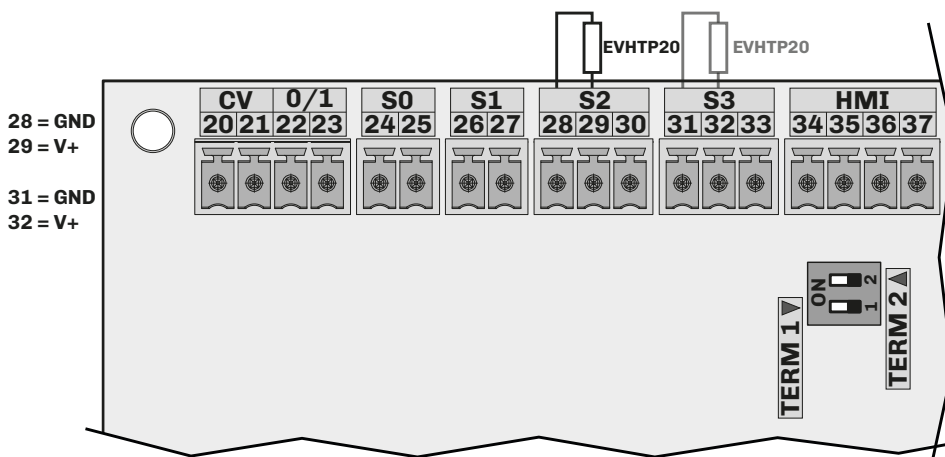 EVHTP20
EVHTP20
CV 0/1 S0 S1 S2 S3 HMI
20 21 22 23 24 25 26 27 28 29 30 31 32 33 34 35 36 37
28 = GND
29 = V+
31 = GND
32 = V+
ON
1 2
TERM 1
TERM 2